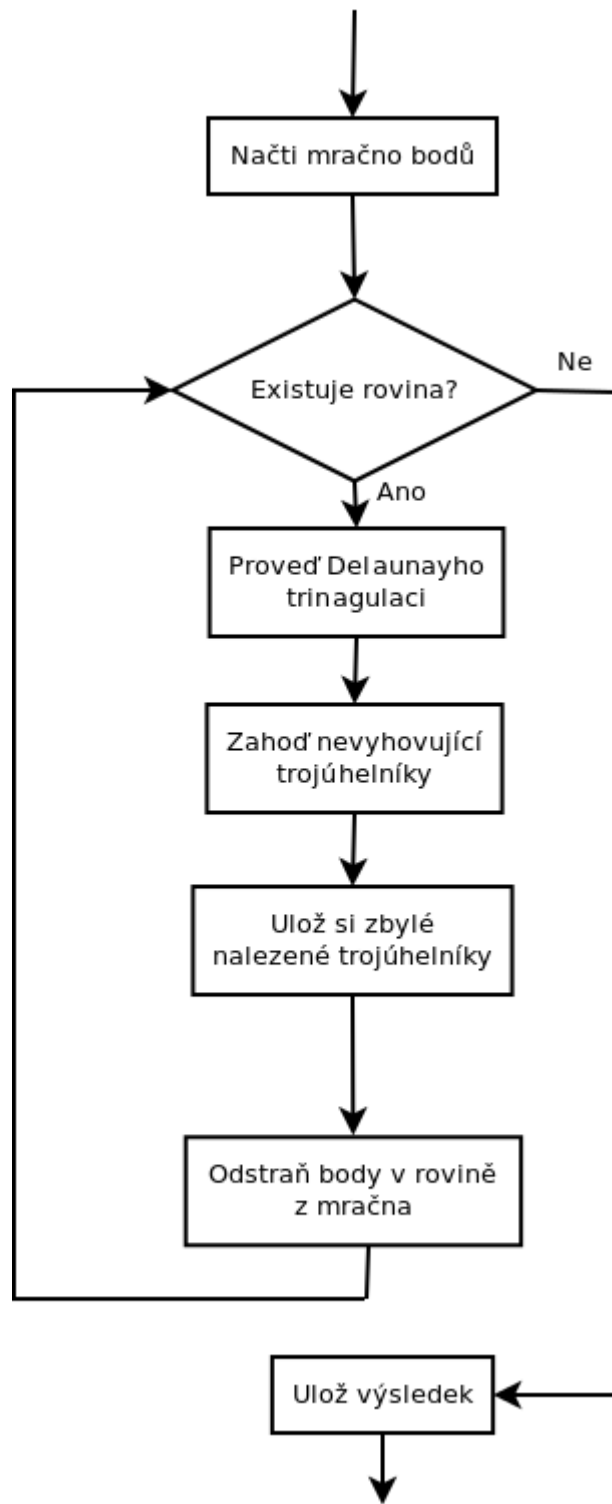 Načti mračno bodů
Existuje rovina?
Ne
Ano
Proveď Delaunayho
trinagulaci
Zahoď nevyhovující
trojúhelníky
Ulož si zbylé
nalezené trojúhelníky
Odstraň body v rovině
z mračna
Ulož výsledek